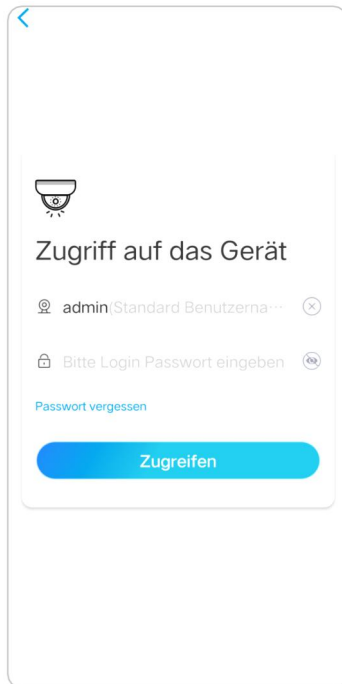 Zugriff auf das Gerät
admin(Standard Benutzerna···
Bitte Login Passwort eingeben
Passwort vergessen
Zugreifen